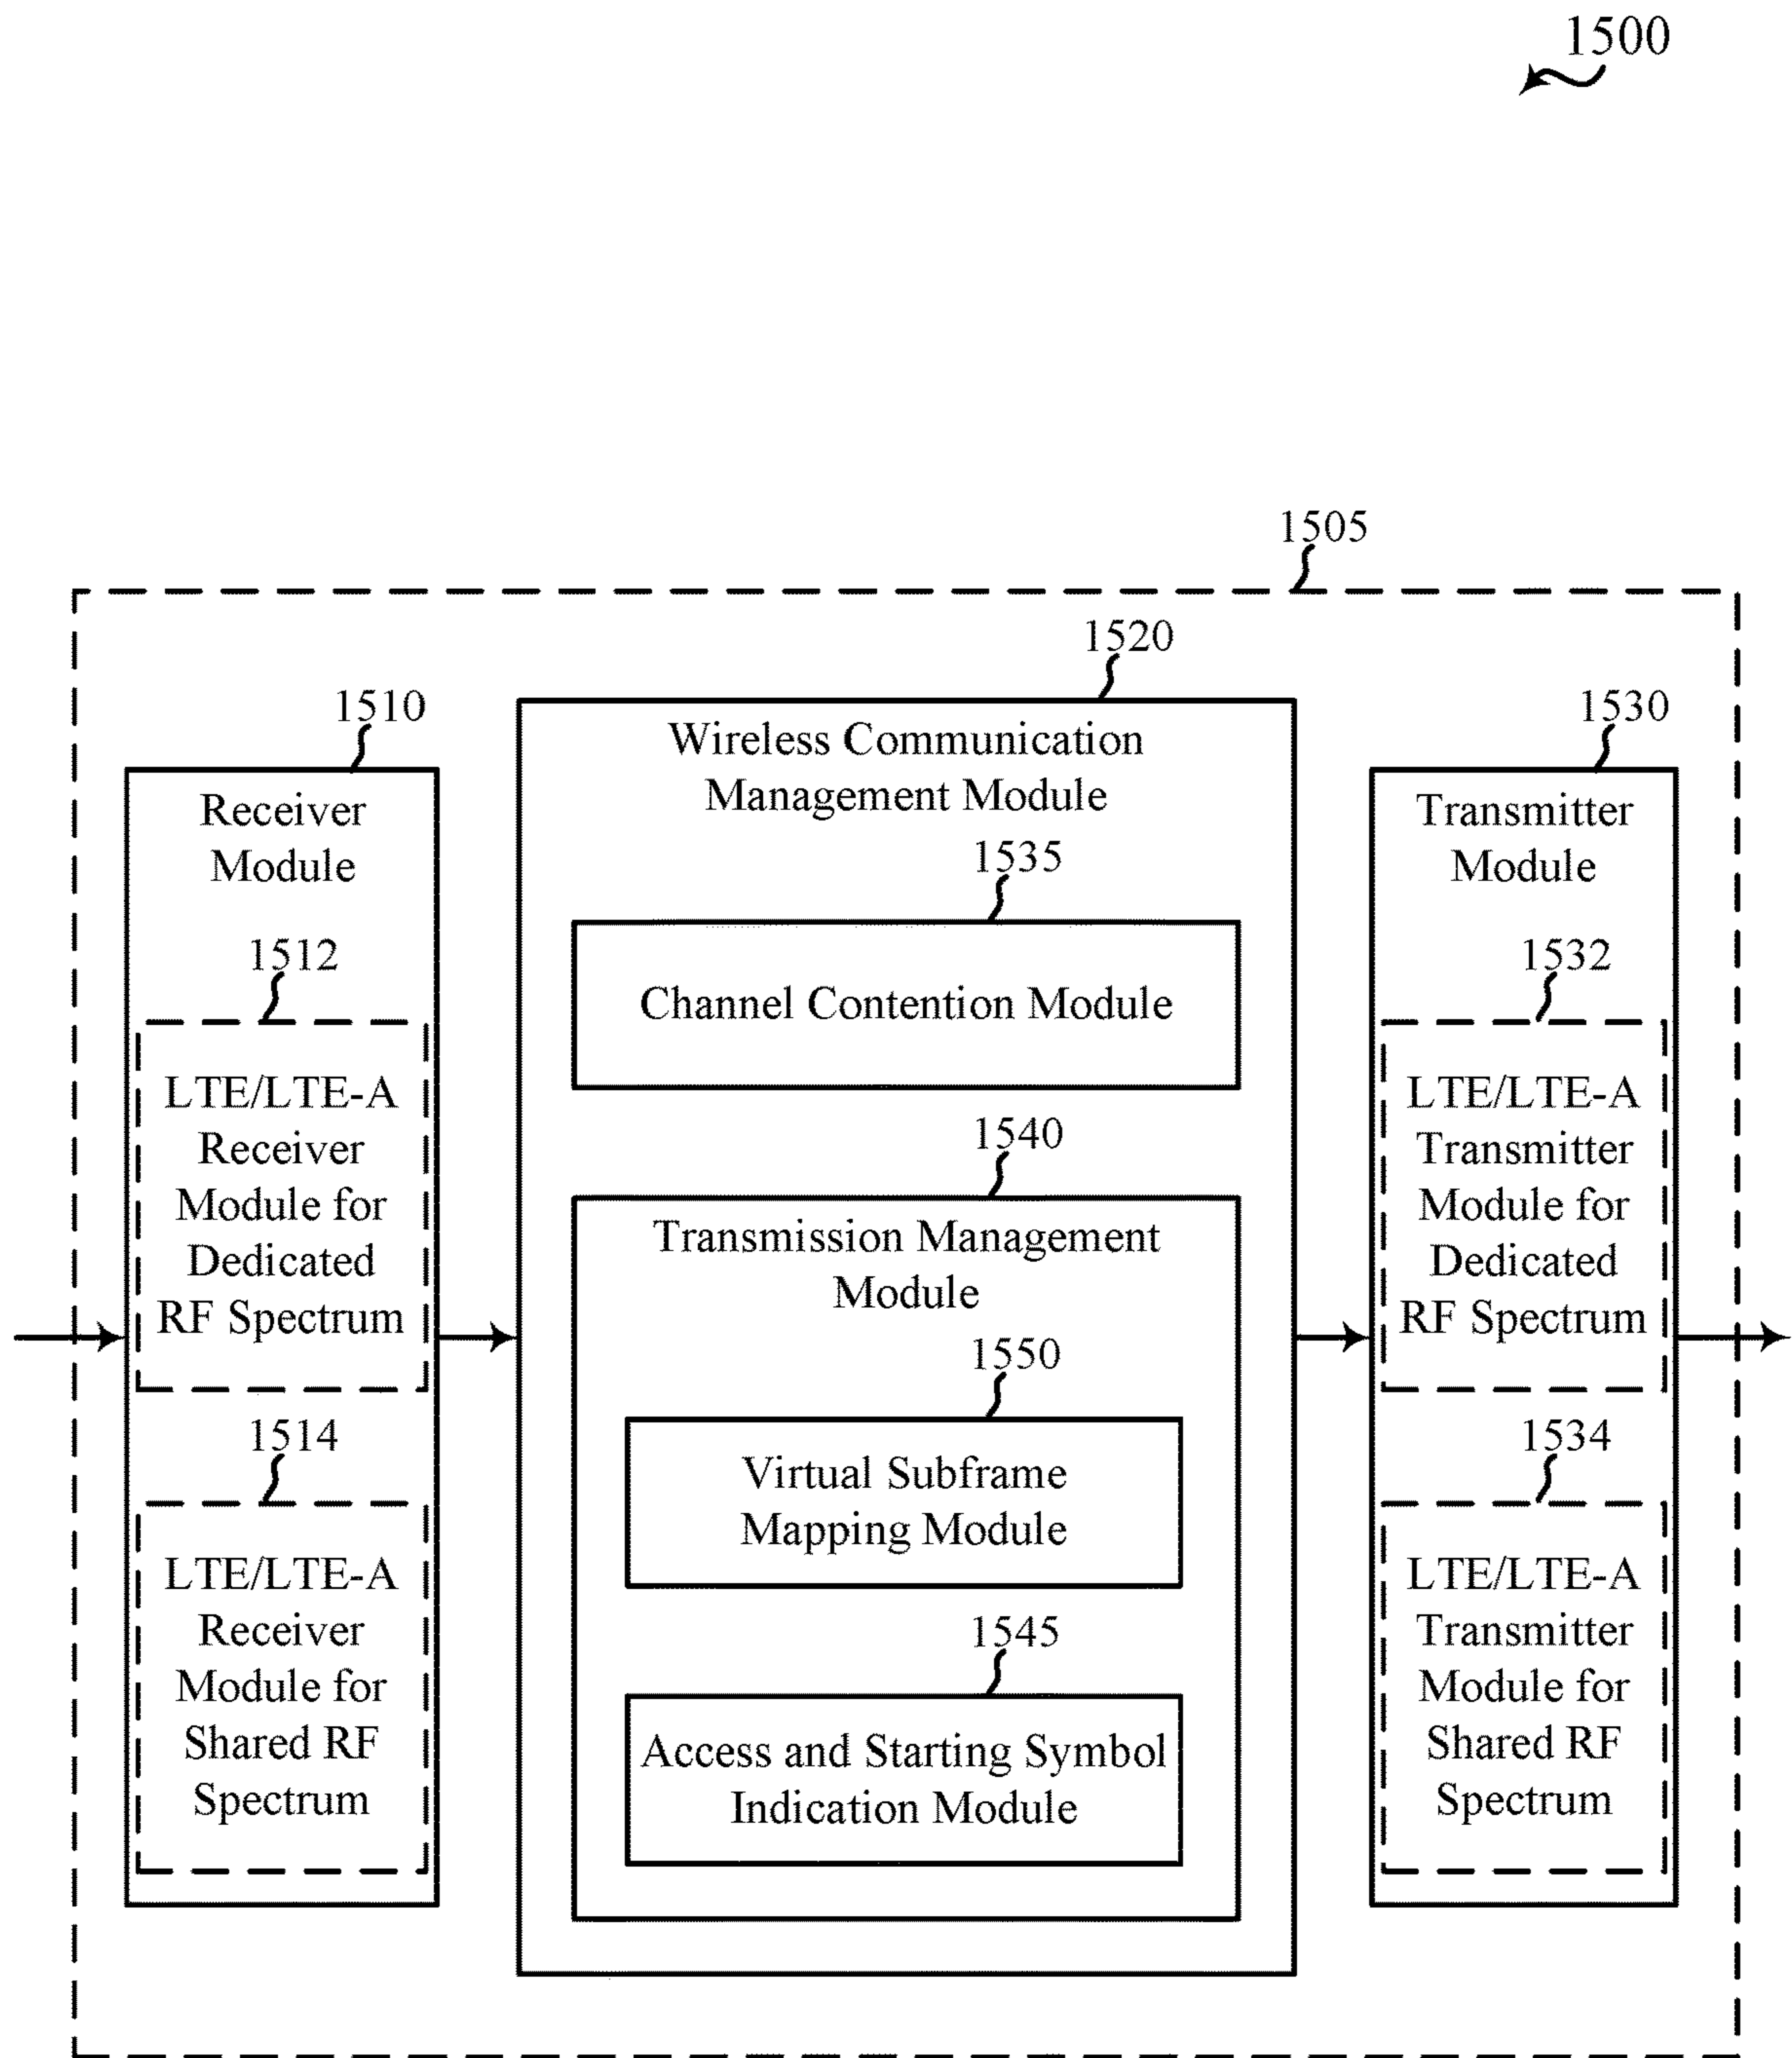 1500
1505
1520
1510
1530
Wireless Communication
Management Module
Receiver
Module
Transmitter
Module
1535
Channel Contention Module
1512
1532
LTE/LTE-A
Receiver
Module for
Dedicated
RF Spectrum
LTE/LTE-A
Transmitter
Module for
Dedicated
RF Spectrum
1540
Transmission Management
Module
1550
Virtual Subframe
Mapping Module
1514
1534
LTE/LTE-A
Receiver
Module for
Shared RF
Spectrum
LTE/LTE-A
Transmitter
Module for
Shared RF
Spectrum
1545
Access and Starting Symbol
Indication Module